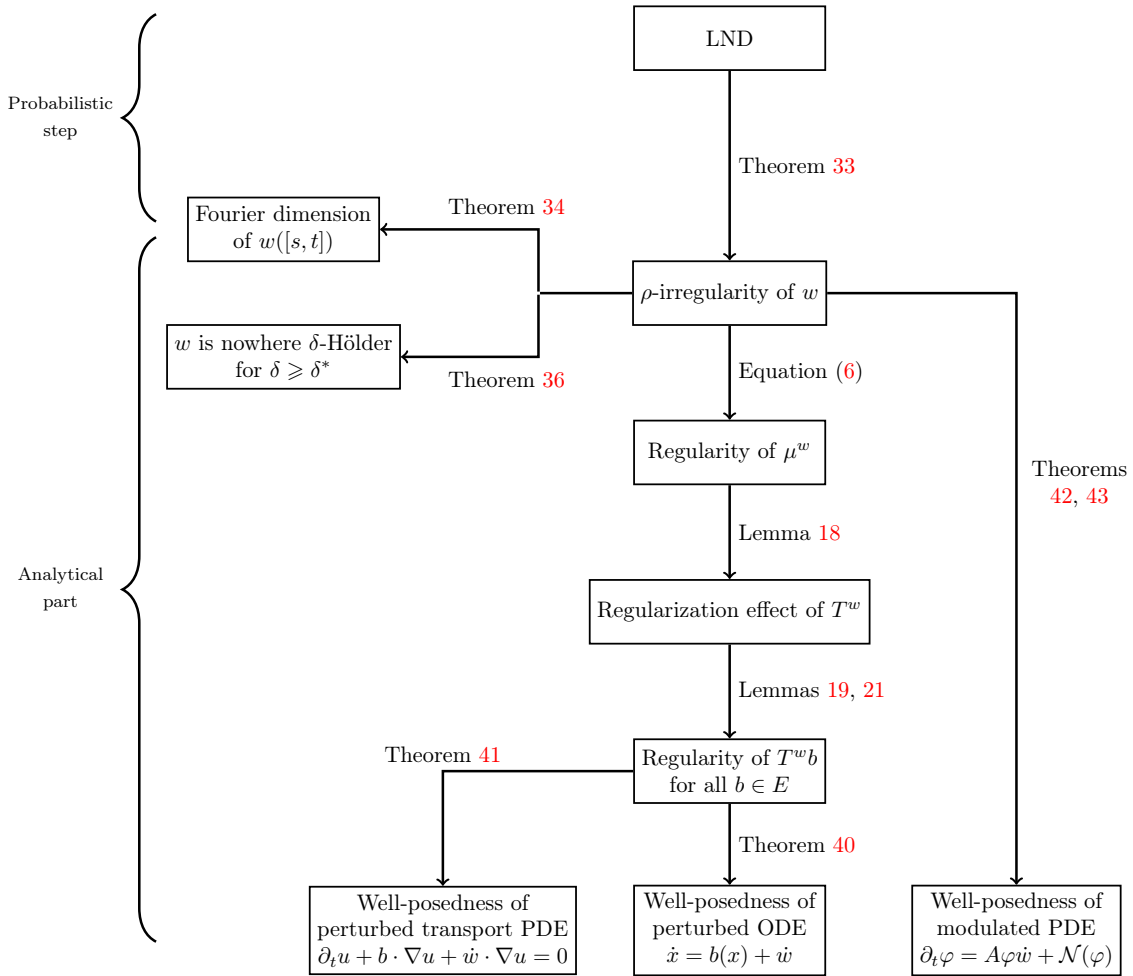 LND
Probabilistic
step
Theorem 33
Fourier dimension
of w([s, t])
Theorem 34
ρ-irregularity of w
w is nowhere δ-Hölder
for δ ⩾ δ*
Theorem 36
Equation (6)
Regularity of μ^w
Theorems
42, 43
Lemma 18
Analytical
part
Regularization effect of T^w
Lemmas 19, 21
Theorem 41
Regularity of T^w b
for all b ∈ E
Theorem 40
Well-posedness of
perturbed transport PDE
∂_t u + b · ∇u + ẇ · ∇u = 0
Well-posedness of
perturbed ODE
ẋ = b(x) + ẇ
Well-posedness of
modulated PDE
∂_t φ = Aφẇ + 𝒩(φ)